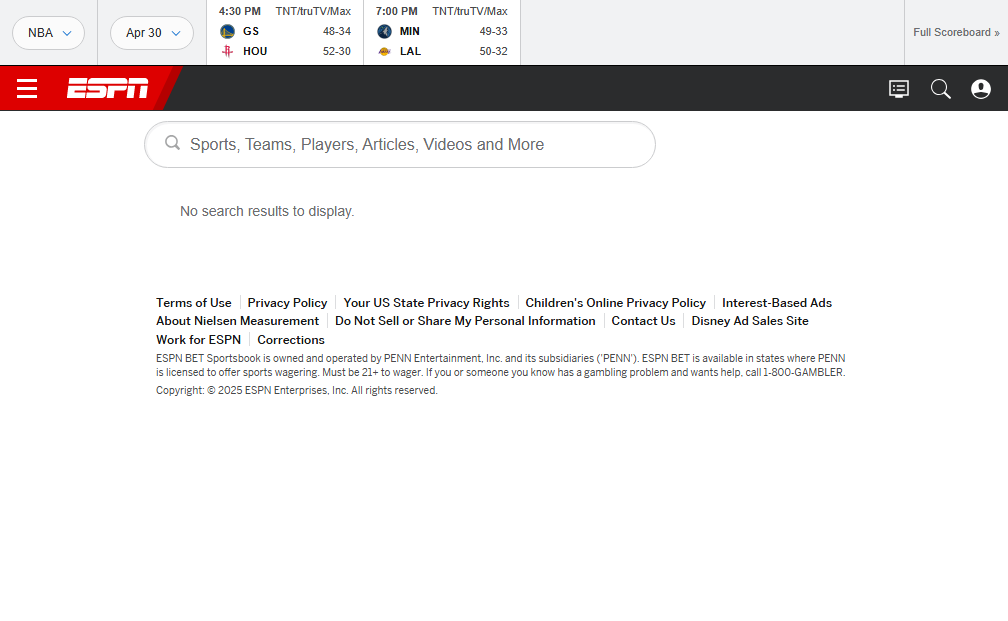 NBA
Apr 30
4:30 PM TNT/truTV/Max
GS 48-34
HOU 52-30
7:00 PM TNT/truTV/Max
MIN 49-33
LAL 50-32
Full Scoreboard »
ESPN
Sports, Teams, Players, Articles, Videos and More
No search results to display.
Terms of Use Privacy Policy Your US State Privacy Rights Children's Online Privacy Policy Interest-Based Ads
About Nielsen Measurement Do Not Sell or Share My Personal Information Contact Us Disney Ad Sales Site
Work for ESPN Corrections
ESPN BET Sportsbook is owned and operated by PENN Entertainment, Inc. and its subsidiaries ('PENN'). ESPN BET is available in states where PENN
is licensed to offer sports wagering. Must be 21+ to wager. If you or someone you know has a gambling problem and wants help, call 1-800-GAMBLER.
Copyright: © 2025 ESPN Enterprises, Inc. All rights reserved.